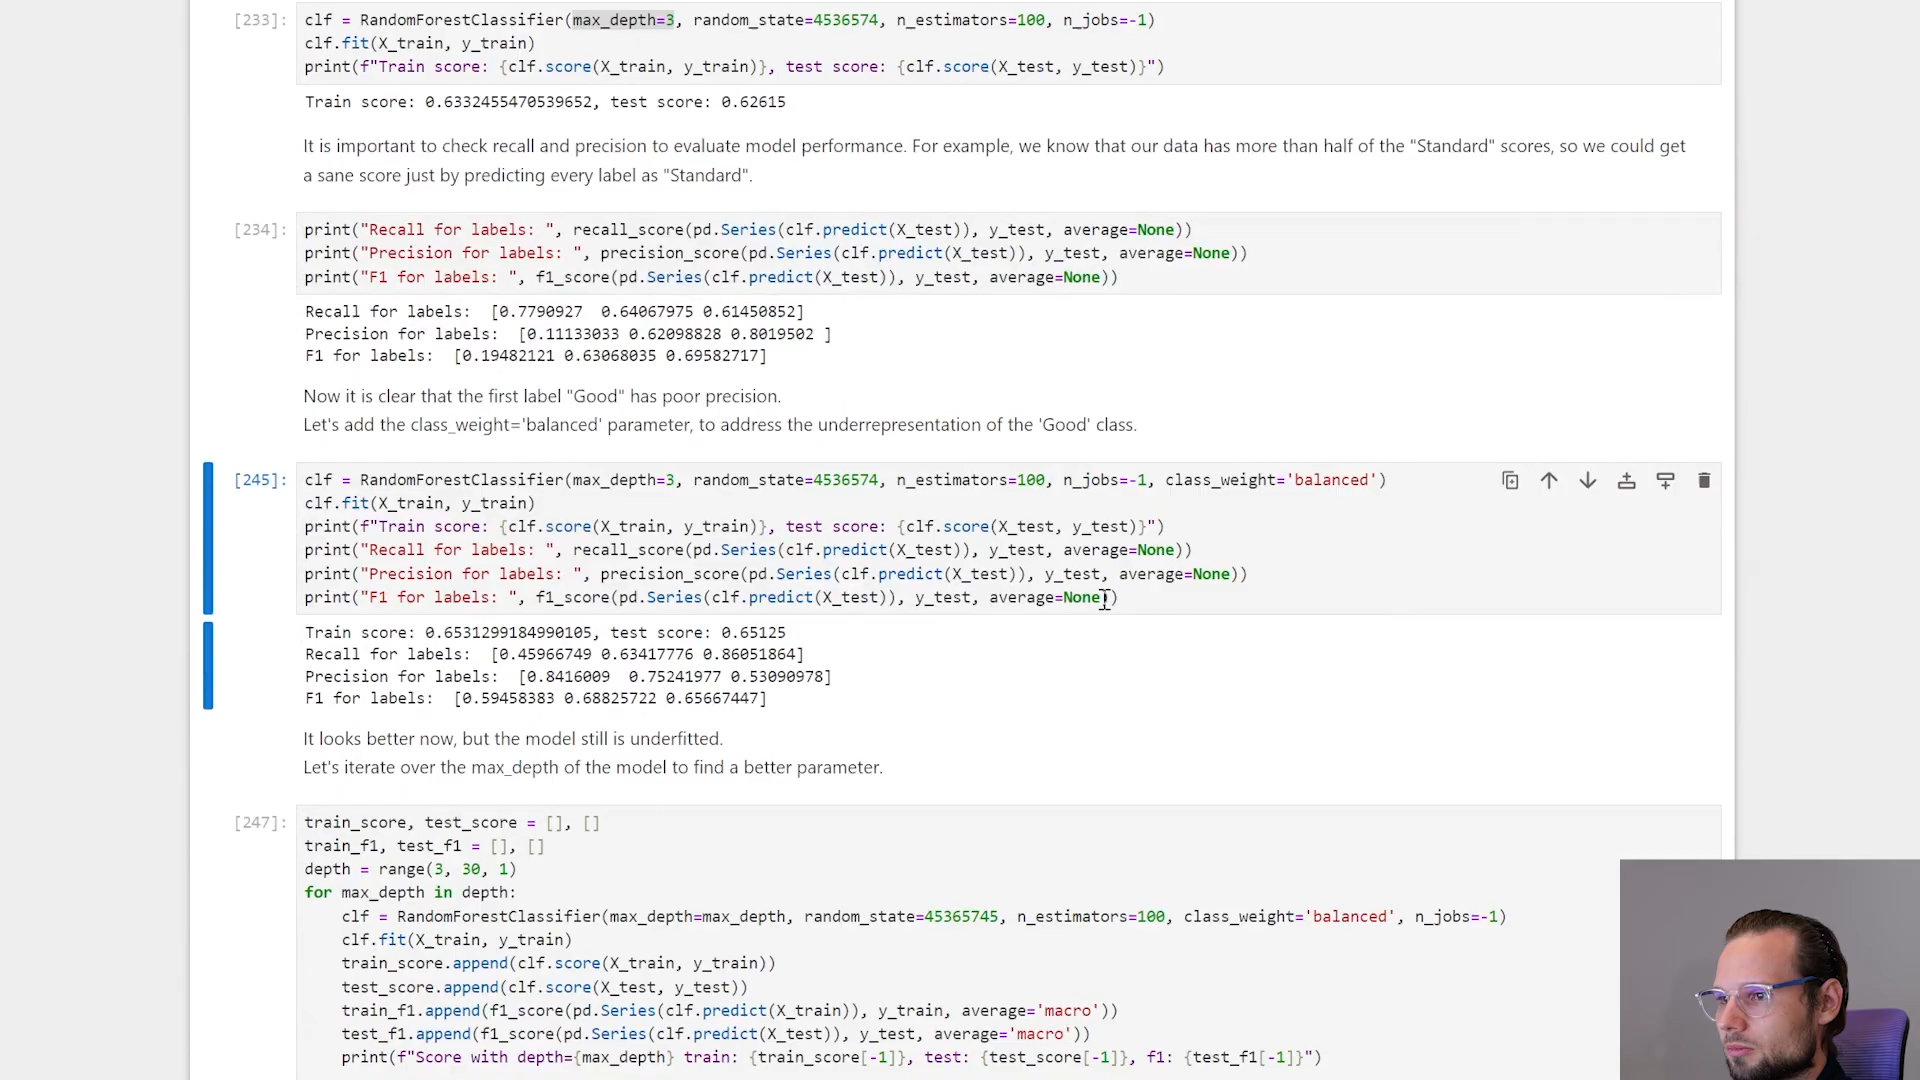 [233]: clf = RandomForestClassifier(max_depth=3, random_state=4536574, n_estimators=100, n_jobs=-1)
clf.fit(X_train, y_train)
print(f"Train score: {clf.score(X_train, y_train)}, test score: {clf.score(X_test, y_test)}")
Train score: 0.6332455470539652, test score: 0.62615
It is important to check recall and precision to evaluate model performance. For example, we know that our data has more than half of the "Standard" scores, so we could get
a sane score just by predicting every label as "Standard".
[234]: print("Recall for labels: ", recall_score(pd.Series(clf.predict(X_test)), y_test, average=None))
print("Precision for labels: ", precision_score(pd.Series(clf.predict(X_test)), y_test, average=None))
print("F1 for labels: ", f1_score(pd.Series(clf.predict(X_test)), y_test, average=None))
Recall for labels:  [0.7790927  0.64067975 0.61450852]
Precision for labels:  [0.11133033 0.62098828 0.8019502 ]
F1 for labels:  [0.19482121 0.63068035 0.69582717]
Now it is clear that the first label "Good" has poor precision.
Let's add the class_weight='balanced' parameter, to address the underrepresentation of the 'Good' class.
[245]: clf = RandomForestClassifier(max_depth=3, random_state=4536574, n_estimators=100, n_jobs=-1, class_weight='balanced')
clf.fit(X_train, y_train)
print(f"Train score: {clf.score(X_train, y_train)}, test score: {clf.score(X_test, y_test)}")
print("Recall for labels: ", recall_score(pd.Series(clf.predict(X_test)), y_test, average=None))
print("Precision for labels: ", precision_score(pd.Series(clf.predict(X_test)), y_test, average=None))
print("F1 for labels: ", f1_score(pd.Series(clf.predict(X_test)), y_test, average=None))
Train score: 0.6531299184990105, test score: 0.65125
Recall for labels:  [0.45966749 0.63417776 0.86051864]
Precision for labels:  [0.8416009  0.75241977 0.53090978]
F1 for labels:  [0.59458383 0.68825722 0.65667447]
It looks better now, but the model still is underfitted.
Let's iterate over the max_depth of the model to find a better parameter.
[247]: train_score, test_score = [], []
train_f1, test_f1 = [], []
depth = range(3, 30, 1)
for max_depth in depth:
    clf = RandomForestClassifier(max_depth=max_depth, random_state=45365745, n_estimators=100, class_weight='balanced', n_jobs=-1)
    clf.fit(X_train, y_train)
    train_score.append(clf.score(X_train, y_train))
    test_score.append(clf.score(X_test, y_test))
    train_f1.append(f1_score(pd.Series(clf.predict(X_train)), y_train, average='macro'))
    test_f1.append(f1_score(pd.Series(clf.predict(X_test)), y_test, average='macro'))
    print(f"Score with depth={max_depth} train: {train_score[-1]}, test: {test_score[-1]}, f1: {test_f1[-1]}")